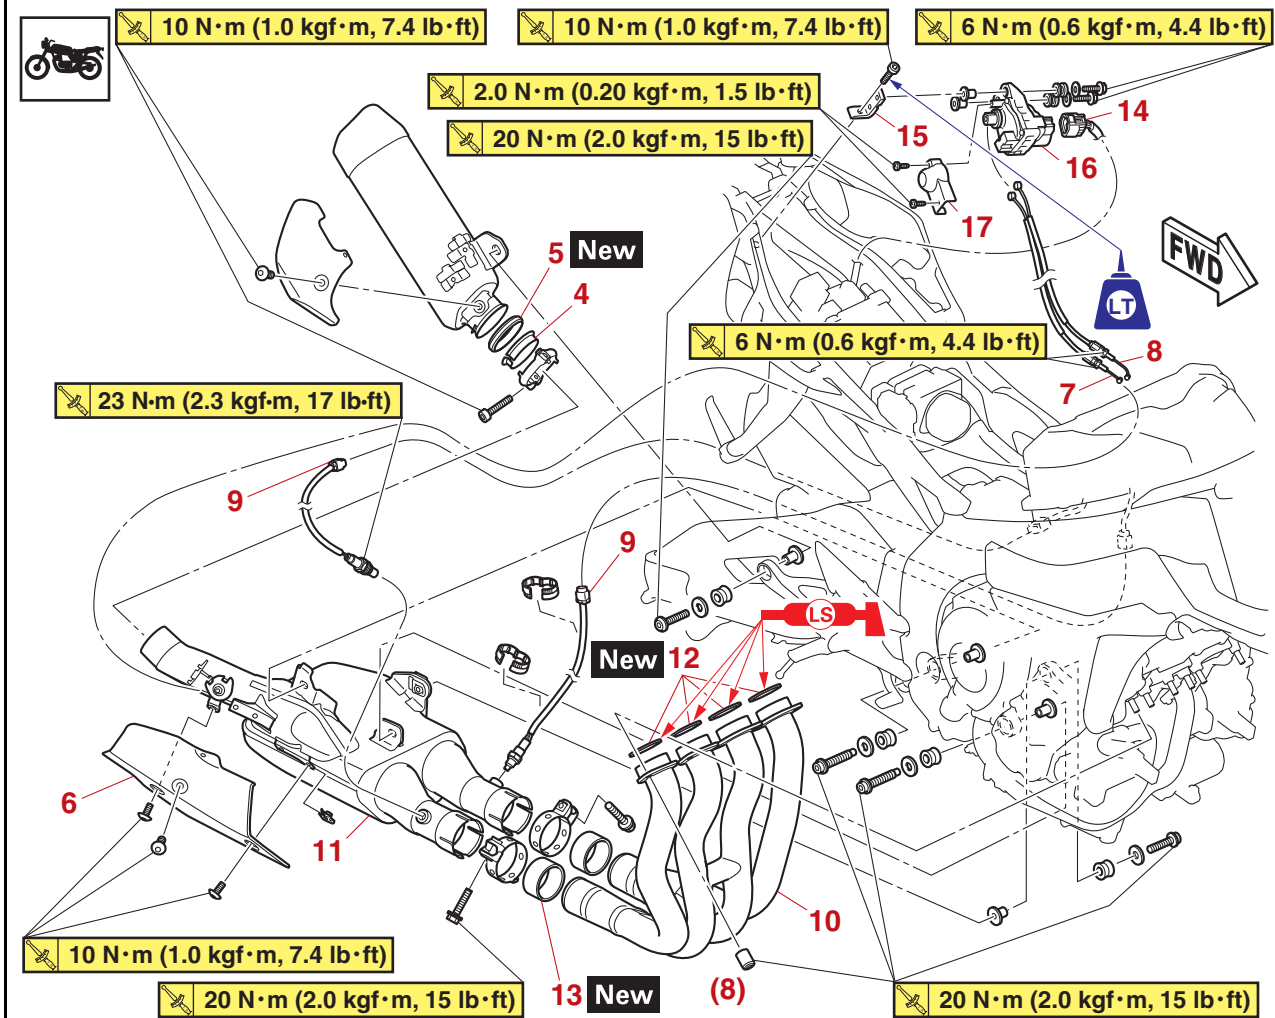 10 N·m (1.0 kgf·m, 7.4 lb·ft)
10 N·m (1.0 kgf·m, 7.4 lb·ft)
6 N·m (0.6 kgf·m, 4.4 lb·ft)
2.0 N·m (0.20 kgf·m, 1.5 lb·ft)
20 N·m (2.0 kgf·m, 15 lb·ft)
14
15
16
17
5 New
4
FWD
LT
6 N·m (0.6 kgf·m, 4.4 lb·ft)
8
7
23 N·m (2.3 kgf·m, 17 lb·ft)
9
9
LS
New 12
6
11
10
10 N·m (1.0 kgf·m, 7.4 lb·ft)
20 N·m (2.0 kgf·m, 15 lb·ft)
13 New
(8)
20 N·m (2.0 kgf·m, 15 lb·ft)